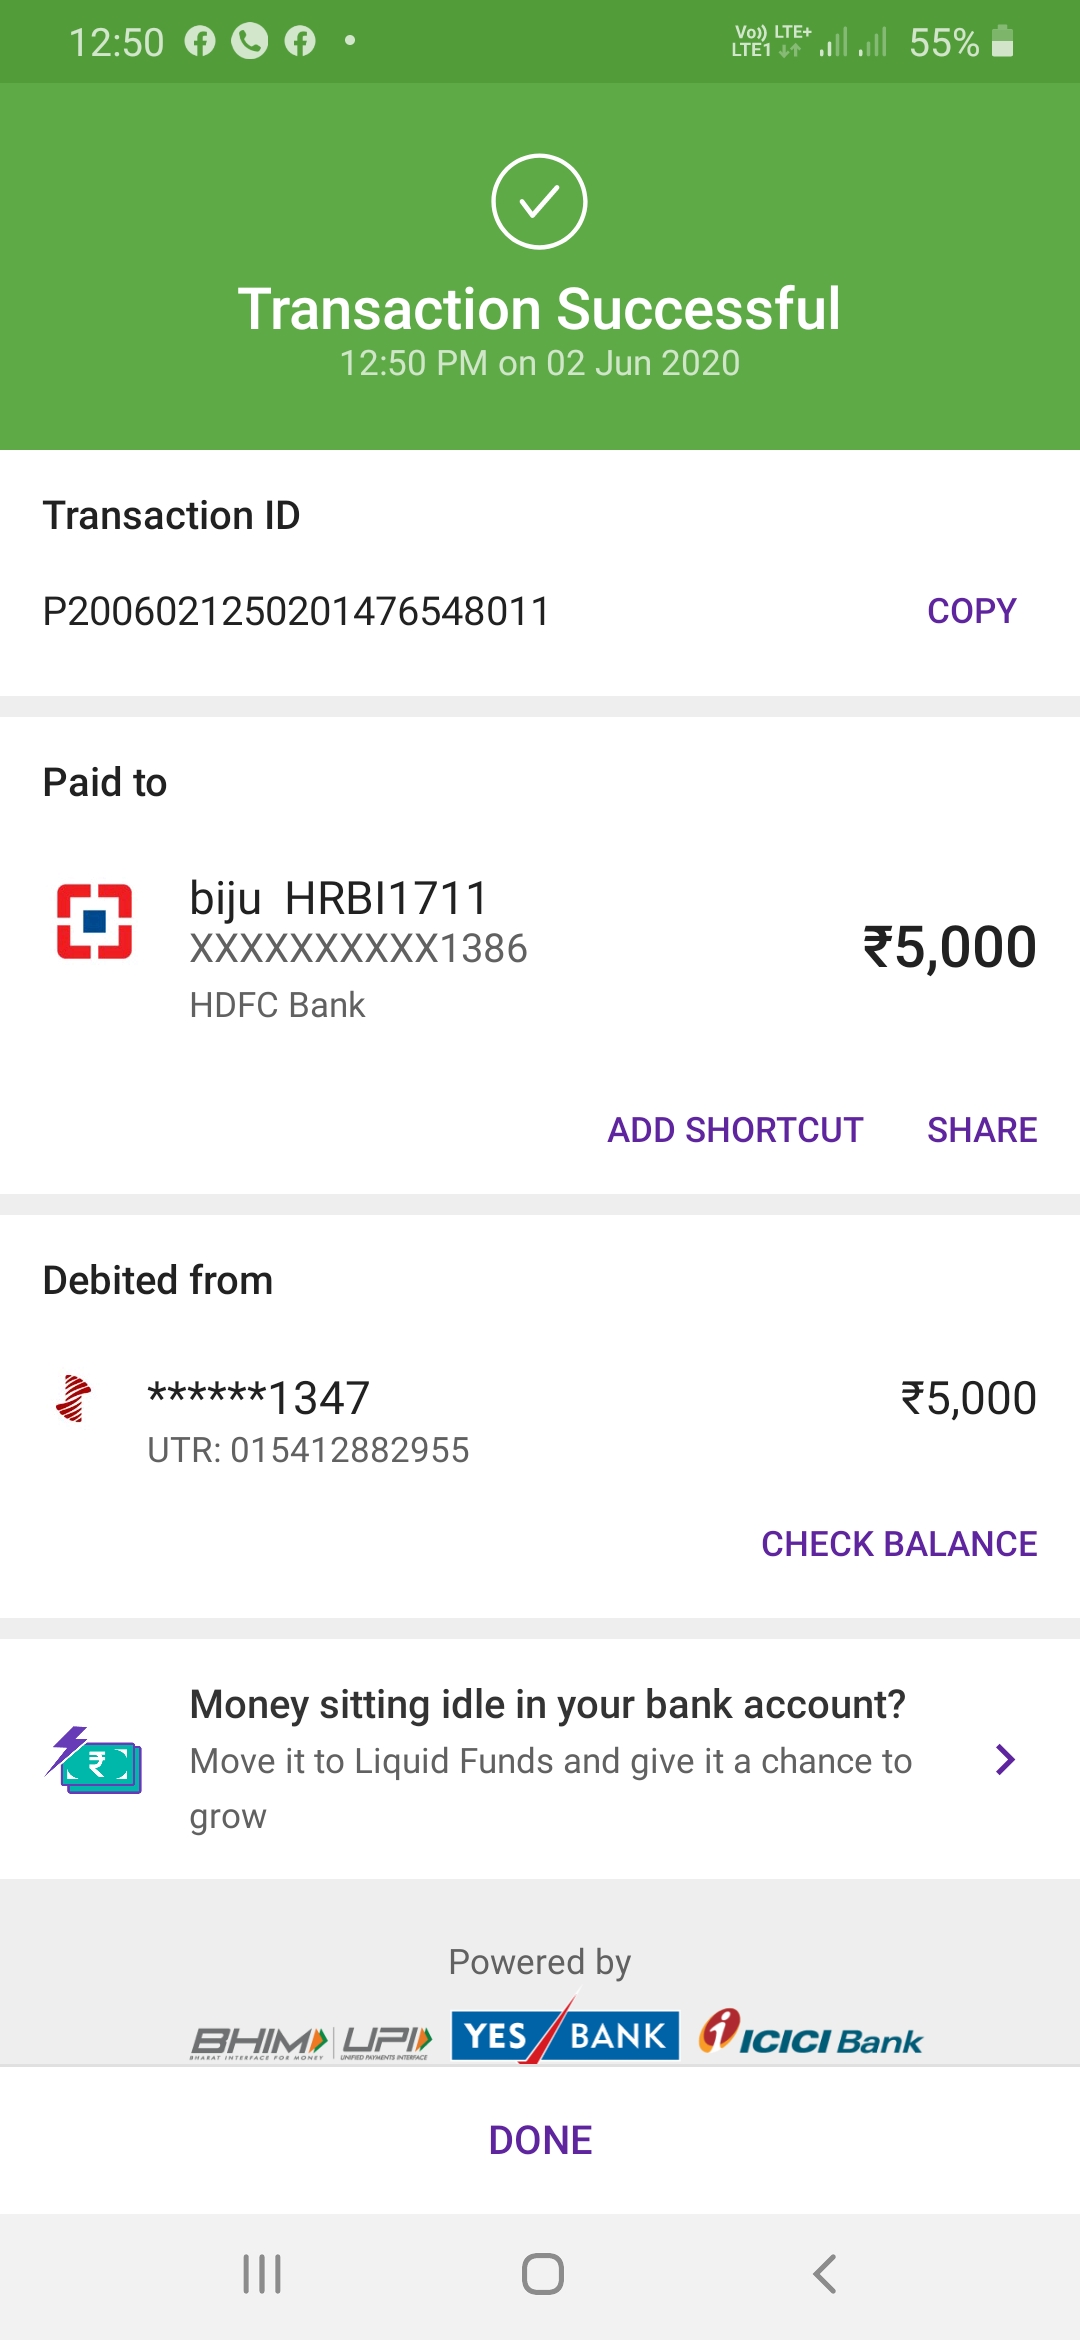 12:50
Vo)) LTE+
LTE1
55%
Transaction Successful
12:50 PM on 02 Jun 2020
Transaction ID
P2006021250201476548011
COPY
Paid to
biju  HRBI1711
XXXXXXXXXX1386
HDFC Bank
₹5,000
ADD SHORTCUT
SHARE
Debited from
******1347
₹5,000
UTR: 015412882955
CHECK BALANCE
Money sitting idle in your bank account?
Move it to Liquid Funds and give it a chance to
grow
Powered by
BHIM UPI YES BANK ICICI Bank
BHARAT INTERFACE FOR MONEY UNIFIED PAYMENTS INTERFACE
DONE